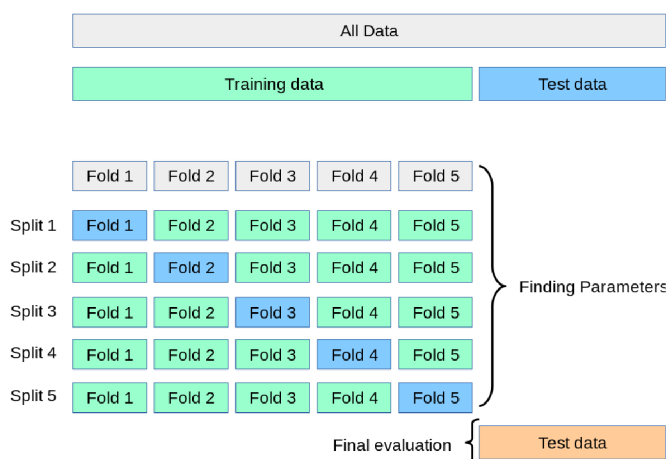 All Data
Training data Test data
Fold 1 Fold 2 Fold 3 Fold 4 Fold 5
Split 1 Fold 1 Fold 2 Fold 3 Fold 4 Fold 5
Split 2 Fold 1 Fold 2 Fold 3 Fold 4 Fold 5
Finding Parameters
Split 3 Fold 1 Fold 2 Fold 3 Fold 4 Fold 5
Split 4 Fold 1 Fold 2 Fold 3 Fold 4 Fold 5
Split 5 Fold 1 Fold 2 Fold 3 Fold 4 Fold 5
Final evaluation Test data